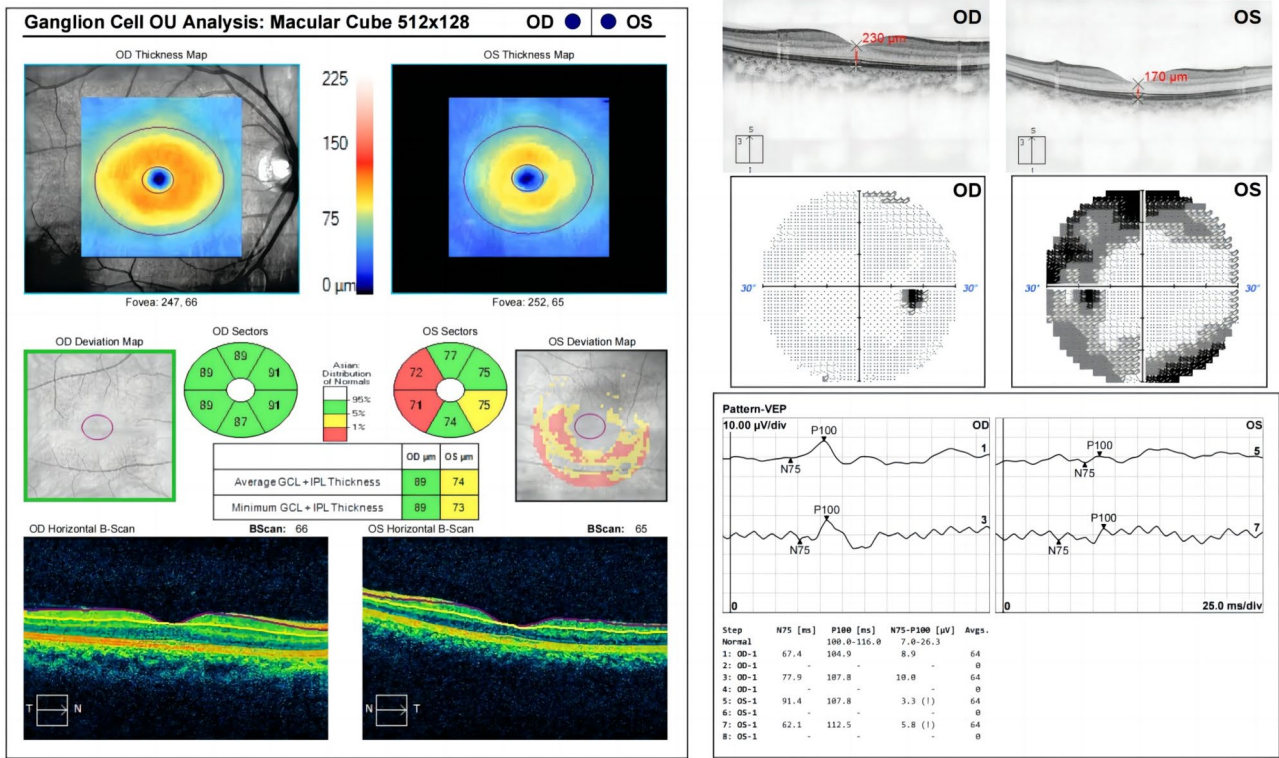 Ganglion Cell OU Analysis: Macular Cube 512x128 OD OS
OD Thickness Map
OS Thickness Map
225
150
75
0 µm
Fovea: 247, 66
Fovea: 252, 65
OD Deviation Map
OD Sectors
89
91
91
87
89
89
Asian:
Distribution
of Normals
95%
5%
1%
OS Sectors
77
75
75
74
71
72
OS Deviation Map
OD µm OS µm
Average GCL + IPL Thickness 89 74
Minimum GCL + IPL Thickness 89 73
OD Horizontal B-Scan BScan: 66
OS Horizontal B-Scan BScan: 65
T N
N T
OD
230 µm
3 S
I
OS
170 µm
3 S
I
OD
30° 30°
OS
30° 30°
Pattern-VEP
10.00 µV/div OD OS
P100
N75
1
P100
N75
5
P100
N75
3
P100
N75
7
0
0 25.0 ms/div
Step N75 [ms] P100 [ms] N75-P100 [µV] Avgs.
Normal 100.0-116.0 7.0-26.3
1: OD-1 67.4 104.9 8.9 64
2: OD-1 - - - 0
3: OD-1 77.9 107.8 10.0 64
4: OD-1 - - - 0
5: OS-1 91.4 107.8 3.3 (!) 64
6: OS-1 - - - 0
7: OS-1 62.1 112.5 5.8 (!) 64
8: OS-1 - - - 0